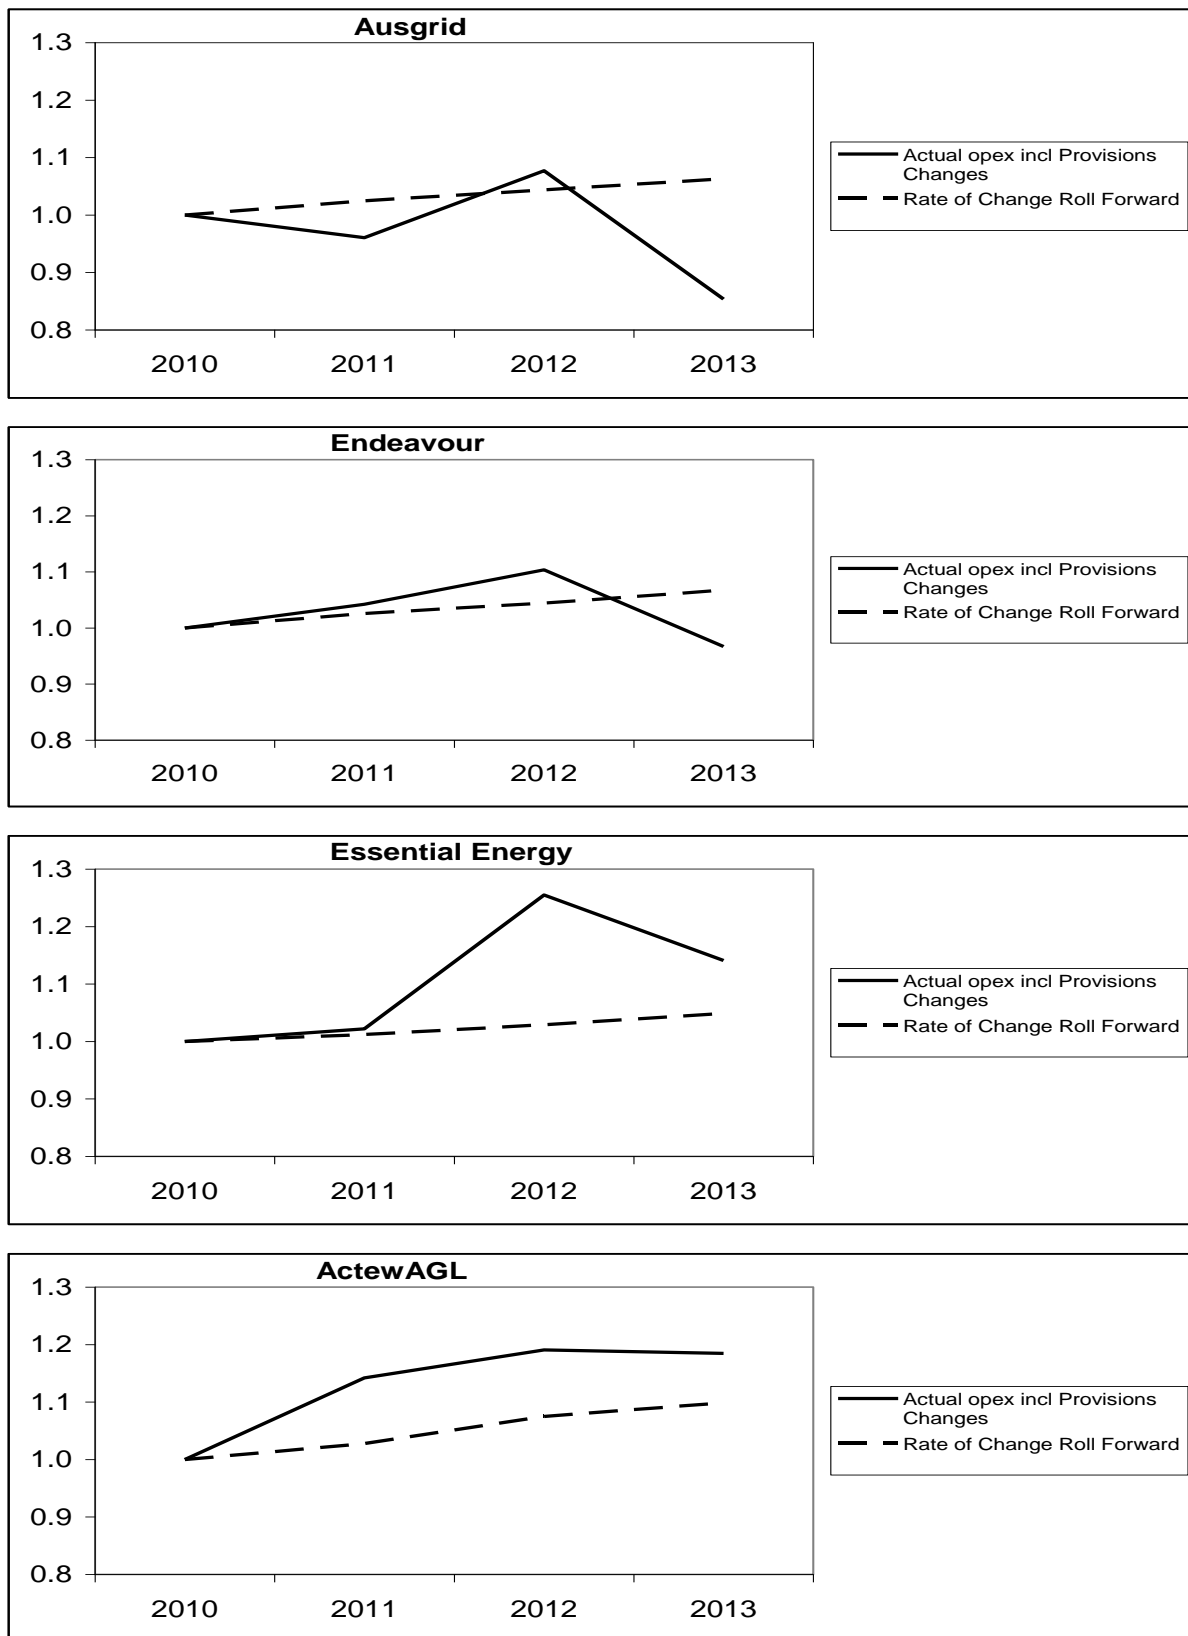 Ausgrid
1.3
1.2
1.1
1.0
0.9
0.8
2010 2011 2012 2013
Actual opex incl Provisions
Changes
Rate of Change Roll Forward
Endeavour
1.3
1.2
1.1
1.0
0.9
0.8
2010 2011 2012 2013
Actual opex incl Provisions
Changes
Rate of Change Roll Forward
Essential Energy
1.3
1.2
1.1
1.0
0.9
0.8
2010 2011 2012 2013
Actual opex incl Provisions
Changes
Rate of Change Roll Forward
ActewAGL
1.3
1.2
1.1
1.0
0.9
0.8
2010 2011 2012 2013
Actual opex incl Provisions
Changes
Rate of Change Roll Forward